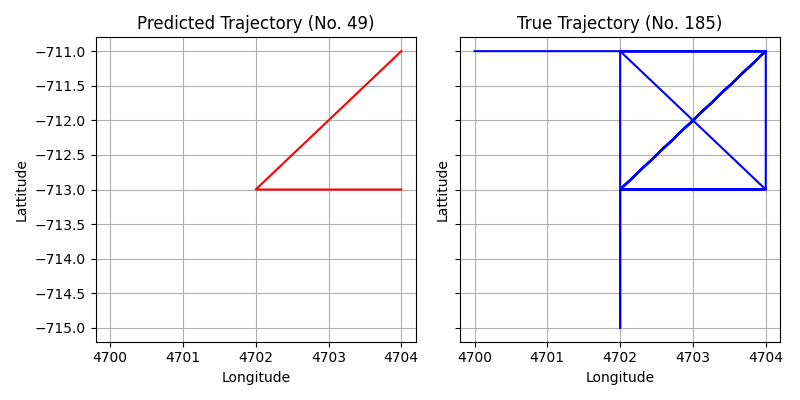 Predicted Trajectory (No. 49)
−711.0
−711.5
−712.0
−712.5
−713.0
−713.5
−714.0
−714.5
−715.0
Lattitude
4700 4701 4702 4703 4704
Longitude
True Trajectory (No. 185)
Lattitude
4700 4701 4702 4703 4704
Longitude